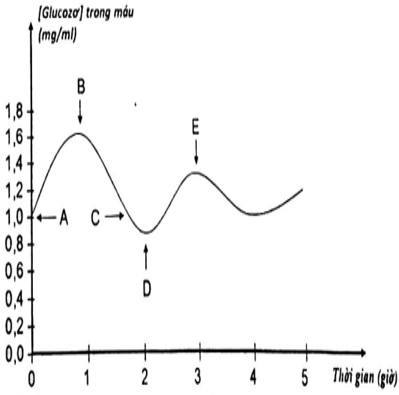 [Glucozơ] trong máu
(mg/ml)
B
1,8
1,6
E
1,4
1,2
1,0
A
C
0,8
0,6
D
0,4
0,2
0,0
0
1
2
3
4
5
Thời gian (giờ)